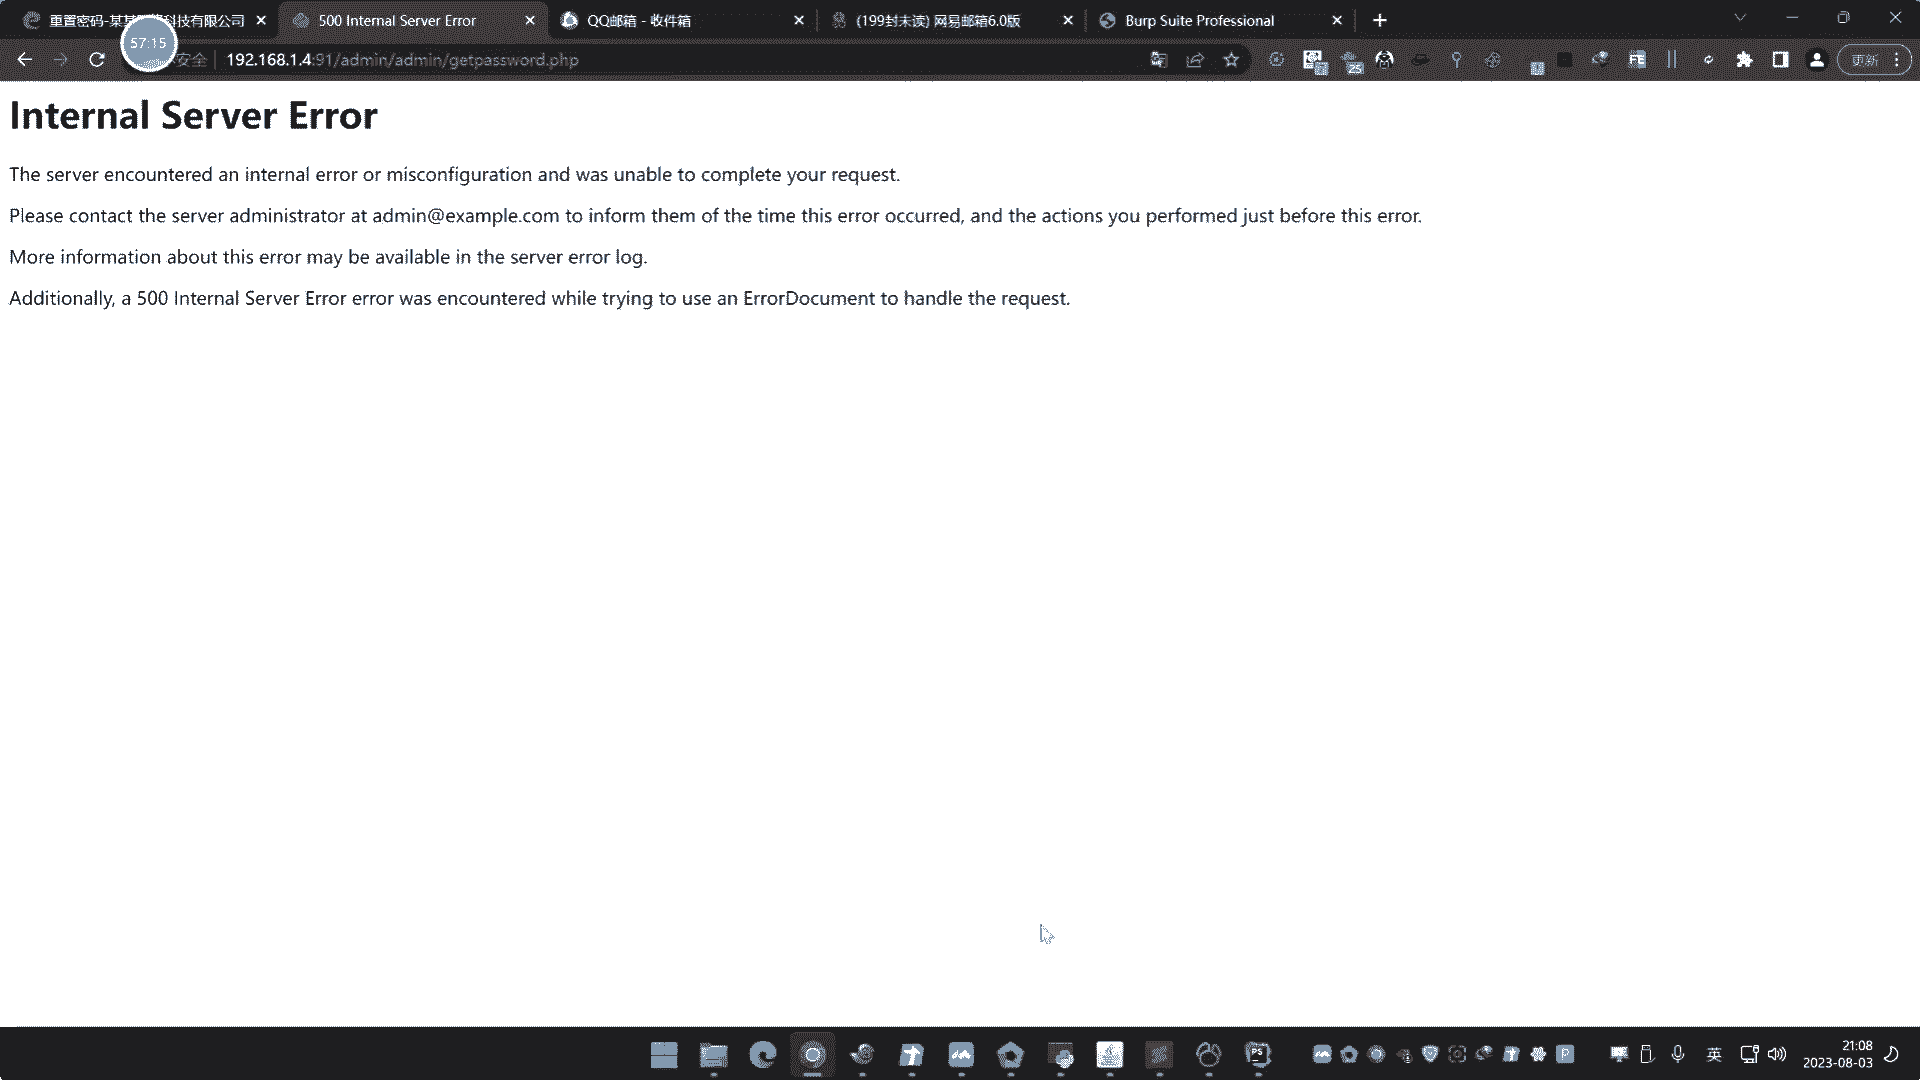 重置密码-某某 科技有限公司
500 Internal Server Error
QQ邮箱 - 收件箱
(199封未读) 网易邮箱6.0版
Burp Suite Professional
57:15
安全
192.168.1.4:91/admin/admin/getpassword.php
25
FE
更新
Internal Server Error
The server encountered an internal error or misconfiguration and was unable to complete your request.
Please contact the server administrator at admin@example.com to inform them of the time this error occurred, and the actions you performed just before this error.
More information about this error may be available in the server error log.
Additionally, a 500 Internal Server Error error was encountered while trying to use an ErrorDocument to handle the request.
PS
P
英
21:08
2023-08-03